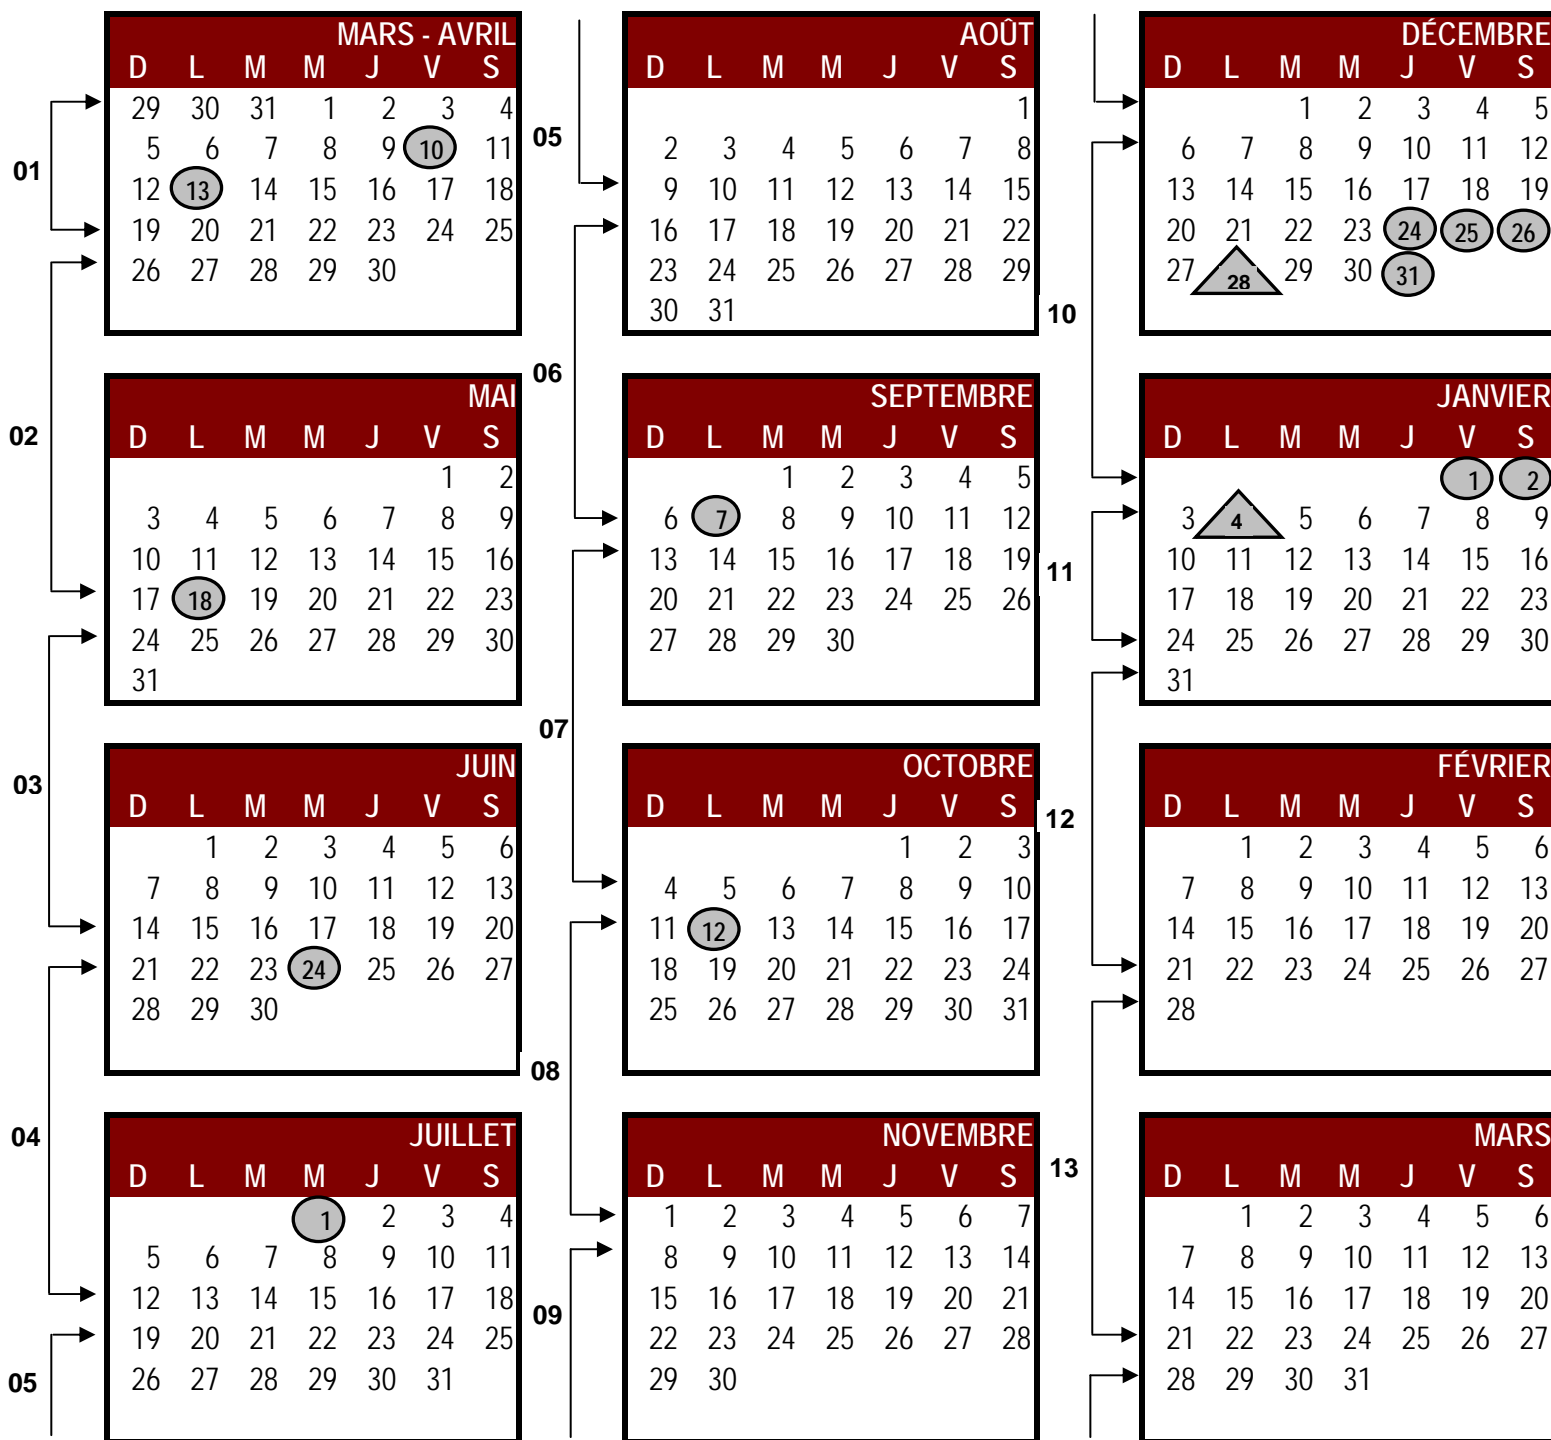 MARS - AVRIL
D L M M J V S
29 30 31 1 2 3 4
5 6 7 8 9 10 11
12 13 14 15 16 17 18
19 20 21 22 23 24 25
26 27 28 29 30
01
02
MAI
D L M M J V S
1 2
3 4 5 6 7 8 9
10 11 12 13 14 15 16
17 18 19 20 21 22 23
24 25 26 27 28 29 30
31
03
JUIN
D L M M J V S
1 2 3 4 5 6
7 8 9 10 11 12 13
14 15 16 17 18 19 20
21 22 23 24 25 26 27
28 29 30
04
JUILLET
D L M M J V S
1 2 3 4
5 6 7 8 9 10 11
12 13 14 15 16 17 18
19 20 21 22 23 24 25
26 27 28 29 30 31
05
05
AOÛT
D L M M J V S
1
2 3 4 5 6 7 8
9 10 11 12 13 14 15
16 17 18 19 20 21 22
23 24 25 26 27 28 29
30 31
06
SEPTEMBRE
D L M M J V S
1 2 3 4 5
6 7 8 9 10 11 12
13 14 15 16 17 18 19
20 21 22 23 24 25 26
27 28 29 30
07
OCTOBRE
D L M M J V S
1 2 3
4 5 6 7 8 9 10
11 12 13 14 15 16 17
18 19 20 21 22 23 24
25 26 27 28 29 30 31
08
NOVEMBRE
D L M M J V S
1 2 3 4 5 6 7
8 9 10 11 12 13 14
15 16 17 18 19 20 21
22 23 24 25 26 27 28
29 30
09
DÉCEMBRE
D L M M J V S
1 2 3 4 5
6 7 8 9 10 11 12
13 14 15 16 17 18 19
20 21 22 23 24 25 26
27 28 29 30 31
10
JANVIER
D L M M J V S
1 2
3 4 5 6 7 8 9
10 11 12 13 14 15 16
17 18 19 20 21 22 23
24 25 26 27 28 29 30
31
11
12
FÉVRIER
D L M M J V S
1 2 3 4 5 6
7 8 9 10 11 12 13
14 15 16 17 18 19 20
21 22 23 24 25 26 27
28
13
MARS
D L M M J V S
1 2 3 4 5 6
7 8 9 10 11 12 13
14 15 16 17 18 19 20
21 22 23 24 25 26 27
28 29 30 31